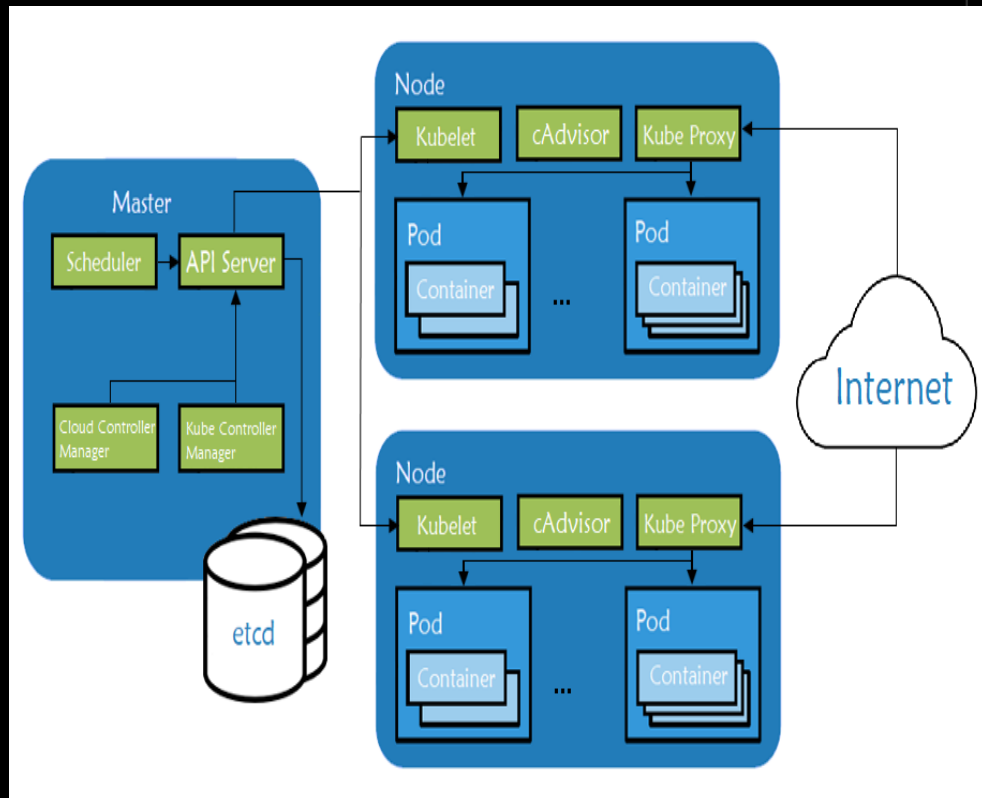 Master
Scheduler
API Server
Cloud Controller
Manager
Kube Controller
Manager
etcd
Node
Kubelet
cAdvisor
Kube Proxy
Pod
Container
...
Pod
Container
Node
Kubelet
cAdvisor
Kube Proxy
Pod
Container
...
Pod
Container
Internet